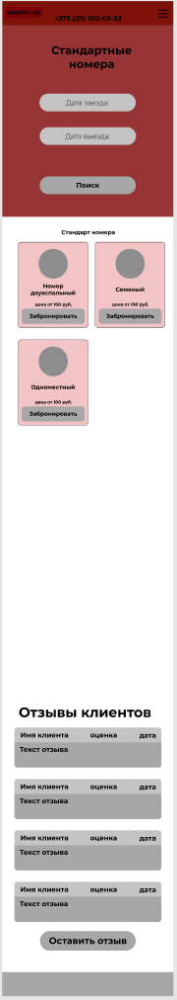 HotelMinsk
+375 (29) 100-05-53
Стандартные
номера
Дата заезда:
Дата выезда:
Поиск
Стандарт номера
Номер
двухспальный
цена от 100 руб.
Забронировать
Семеный
цена от 100 руб.
Забронировать
Одноместный
цена от 100 руб.
Забронировать
Отзывы клиентов
Имя клиента оценка дата
Текст отзыва
Имя клиента оценка дата
Текст отзыва
Имя клиента оценка дата
Текст отзыва
Имя клиента оценка дата
Текст отзыва
Оставить отзыв